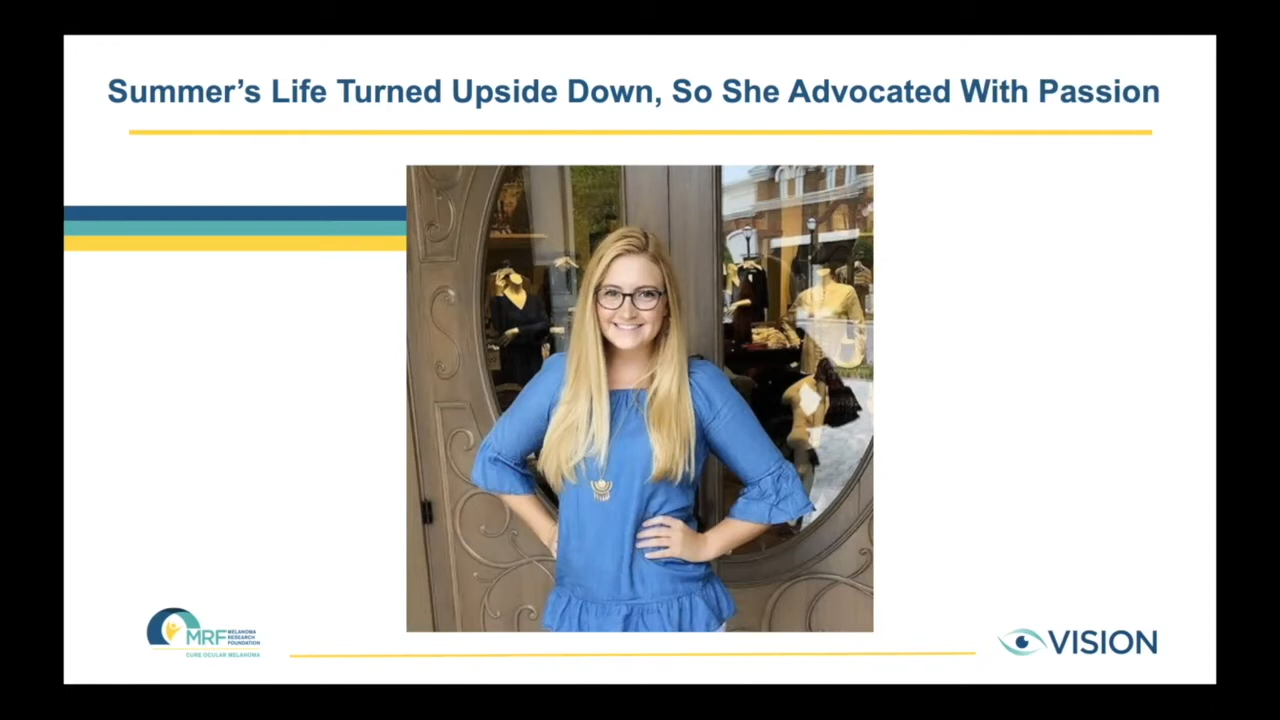 Summer's Life Turned Upside Down, So She Advocated With Passion
MRF MELANOMA
RESEARCH
FOUNDATION
CURE OCULAR MELANOMA
VISION